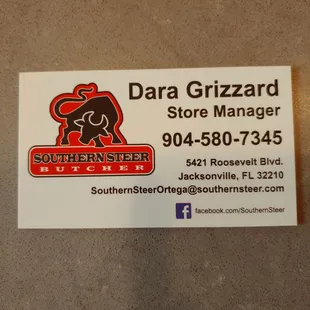 Dara Grizzard
Store Manager
904-580-7345
SOUTHERN STEER
BUTCHER
5421 Roosevelt Blvd.
Jacksonville, FL 32210
SouthernSteerOrtega@southernsteer.com
facebook.com/SouthernSteer